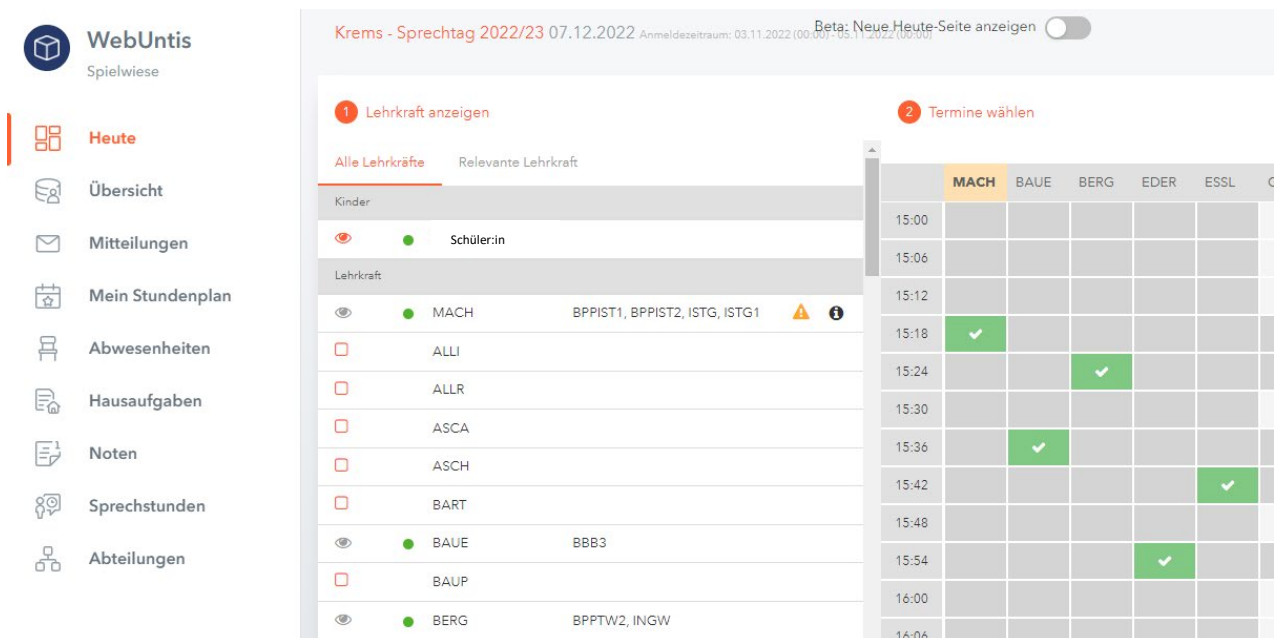 WebUntis
Spielwiese
Heute
Übersicht
Mitteilungen
Mein Stundenplan
Abwesenheiten
Hausaufgaben
Noten
Sprechstunden
Abteilungen
Krems - Sprechtag 2022/23 07.12.2022 Anmeldezeitraum: 03.11.2022 (00:00) - 05.11.2022 (00:00)
Beta: Neue Heute-Seite anzeigen
1 Lehrkraft anzeigen
Alle Lehrkräfte Relevante Lehrkraft
Kinder
Schüler:in
Lehrkraft
MACH BPPIST1, BPPIST2, ISTG, ISTG1
ALLI
ALLR
ASCA
ASCH
BART
BAUE BBB3
BAUP
BERG BPPTW2, INGW
2 Termine wählen
MACH BAUE BERG EDER ESSL
15:00
15:06
15:12
15:18
15:24
15:30
15:36
15:42
15:48
15:54
16:00
16:06